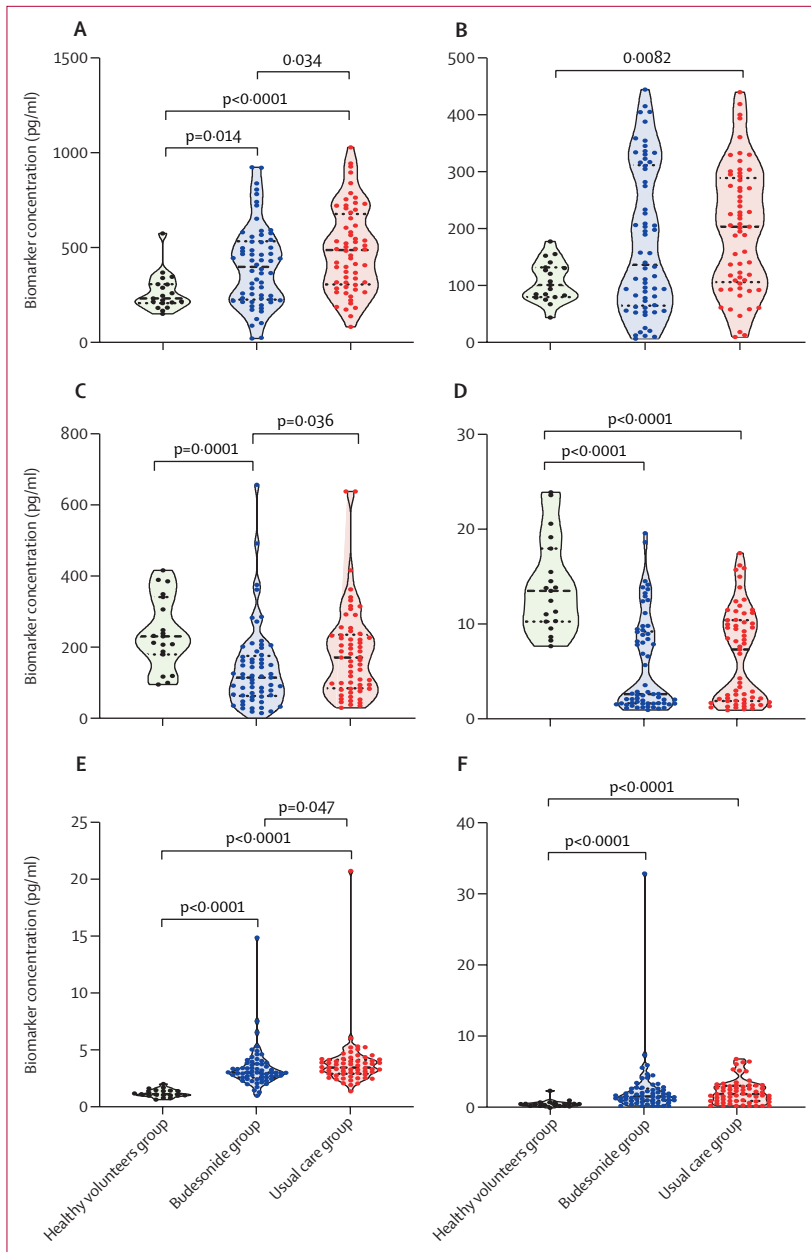 A
B
Biomarker concentration (pg/ml)
1500
1000
500
0
0·034
p<0·0001
p=0·014
500
400
300
200
100
0
0·0082
C
D
Biomarker concentration (pg/ml)
800
600
400
200
0
p=0·036
p=0·0001
30
20
10
0
p<0·0001
p<0·0001
E
F
Biomarker concentration (pg/ml)
25
20
15
10
5
0
p=0·047
p<0·0001
p<0·0001
40
30
20
10
0
p<0·0001
p<0·0001
Healthy volunteers group
Budesonide group
Usual care group
Healthy volunteers group
Budesonide group
Usual care group